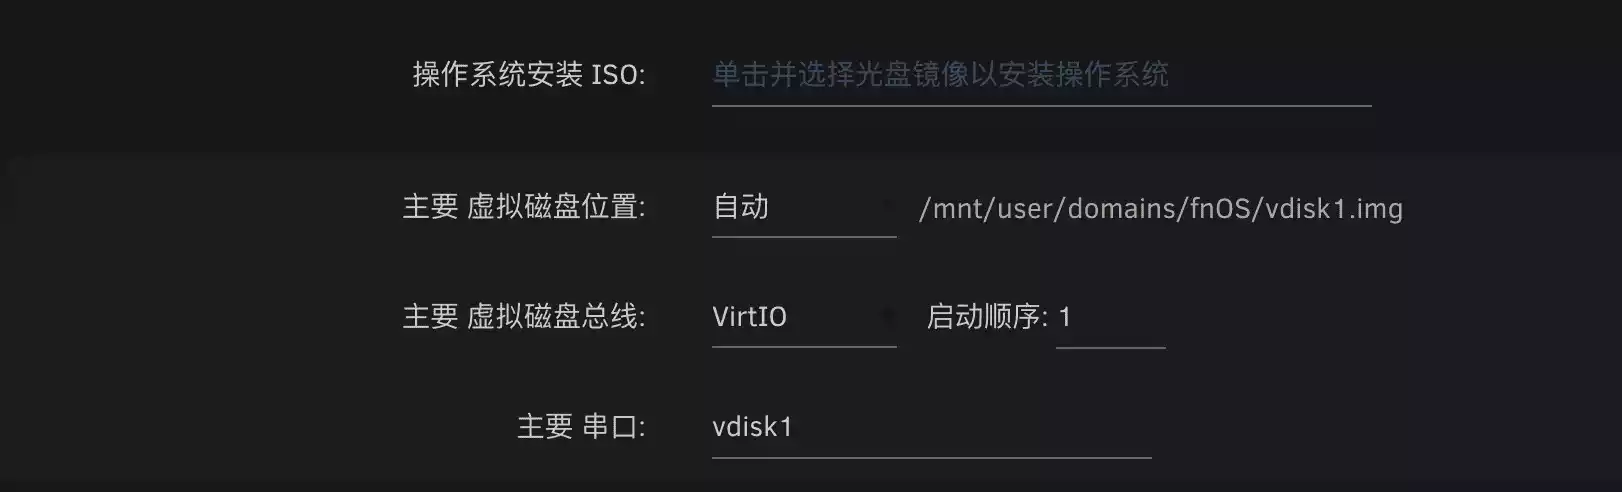 操作系统安装 ISO: 单击并选择光盘镜像以安装操作系统
主要 虚拟磁盘位置: 自动 /mnt/user/domains/fnOS/vdisk1.img
主要 虚拟磁盘总线: VirtIO 启动顺序: 1
主要 串口: vdisk1